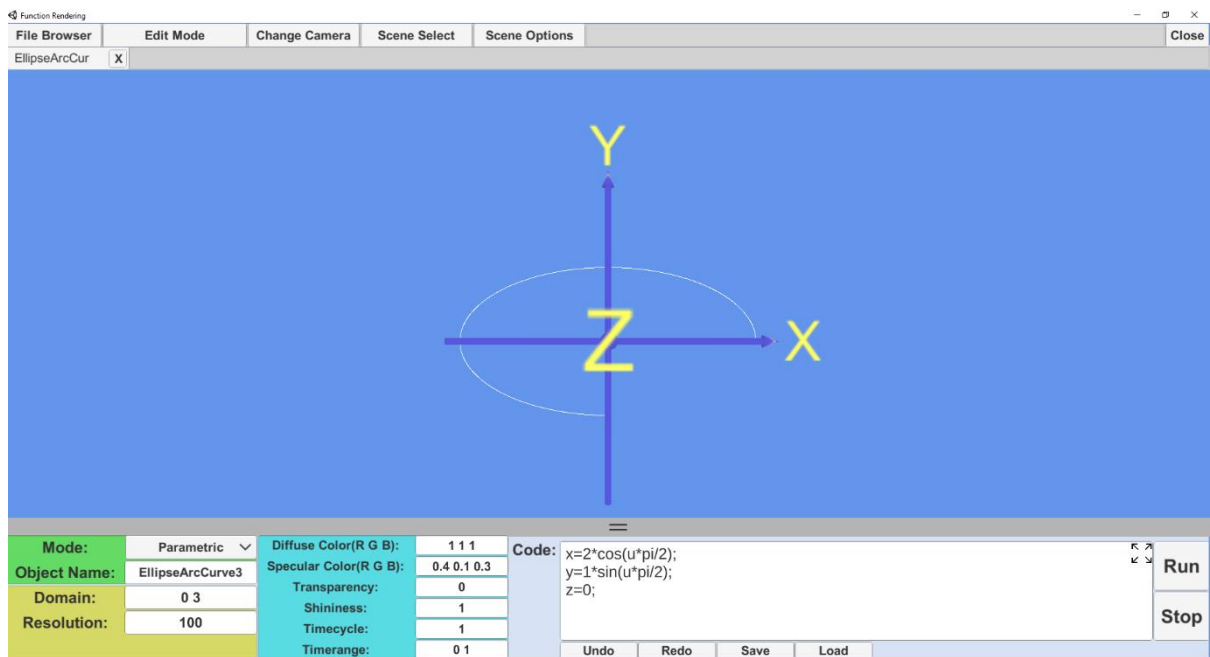 Function Rendering
File Browser Edit Mode Change Camera Scene Select Scene Options Close
EllipseArcCur X
Y
Z X
Mode: Parametric
Object Name: EllipseArcCurve3
Domain: 0 3
Resolution: 100
Diffuse Color(R G B): 1 1 1
Specular Color(R G B): 0.4 0.1 0.3
Transparency: 0
Shininess: 1
Timecycle: 1
Timerange: 0 1
Code:
x=2*cos(u*pi/2);
y=1*sin(u*pi/2);
z=0;
Run
Stop
Undo Redo Save Load